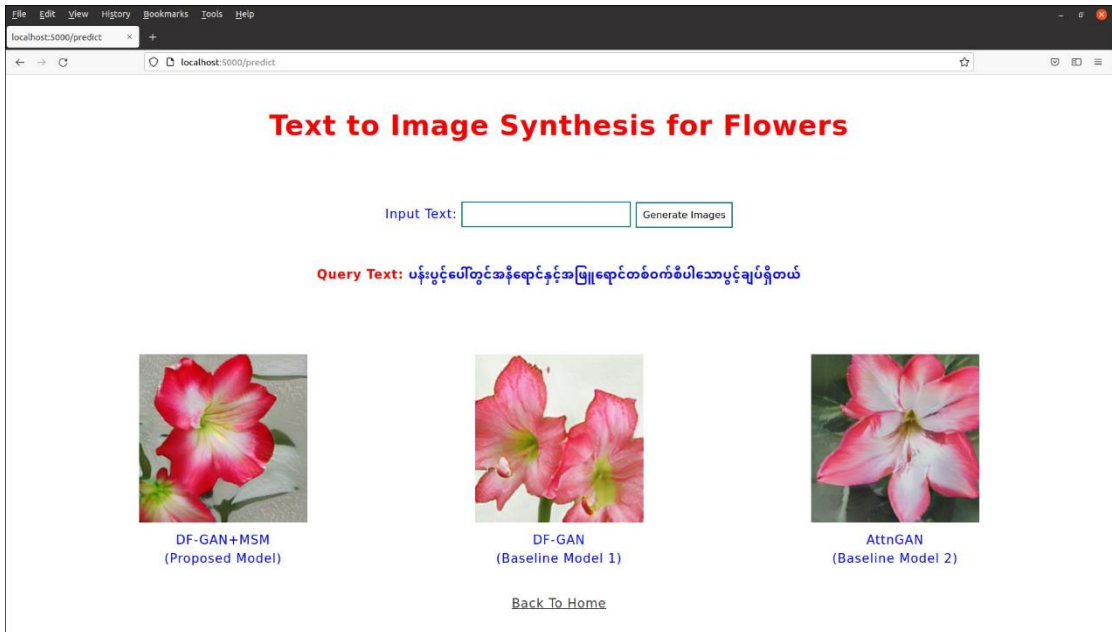 File Edit View History Bookmarks Tools Help
localhost:5000/predict × +
localhost:5000/predict
Text to Image Synthesis for Flowers
Input Text: Generate Images
Query Text: ပန်းပွင့်ပေါ်တွင်အနီရောင်နှင့်အဖြူရောင်တစ်ဝက်စီပါသောပွင့်ချပ်ရှိတယ်
DF-GAN+MSM DF-GAN AttnGAN
(Proposed Model) (Baseline Model 1) (Baseline Model 2)
Back To Home